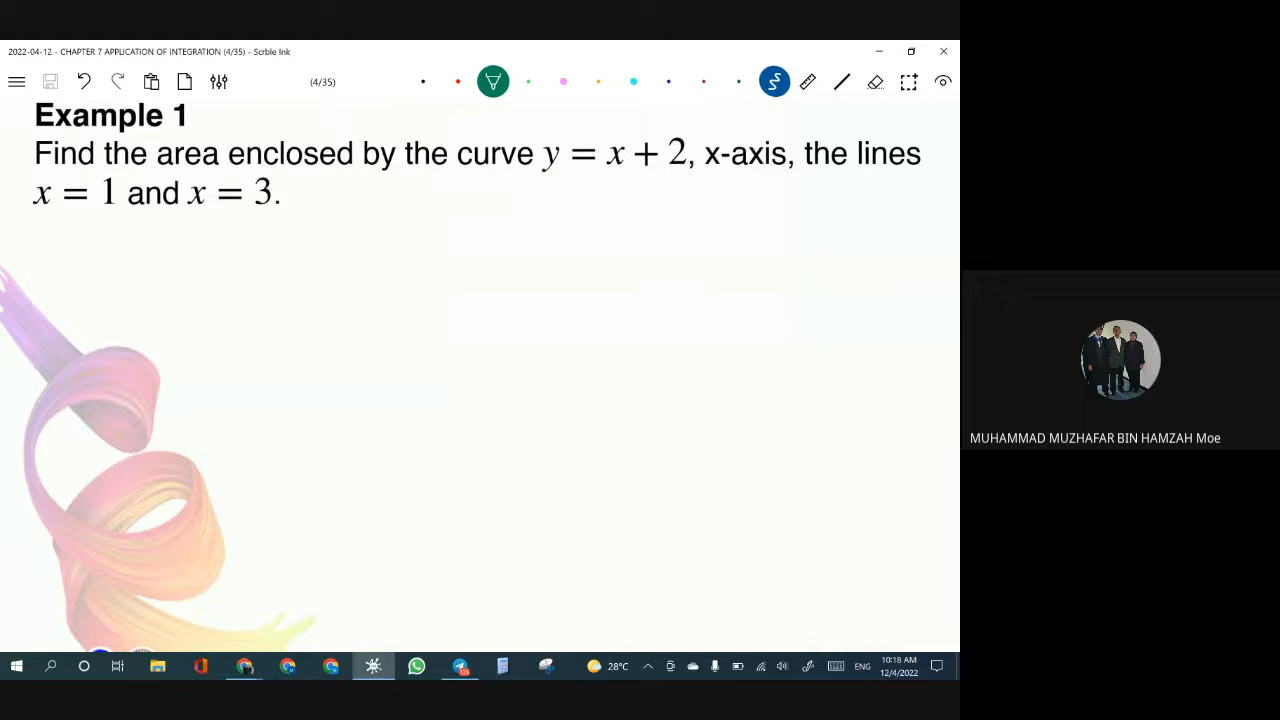 2022-04-12 - CHAPTER 7 APPLICATION OF INTEGRATION (4/35) - Scrble Ink
(4/35)
Example 1
Find the area enclosed by the curve y = x + 2, x-axis, the lines
x = 1 and x = 3.
MUHAMMAD MUZHAFAR BIN HAMZAH Moe
28°C
ENG
10:18 AM
12/4/2022